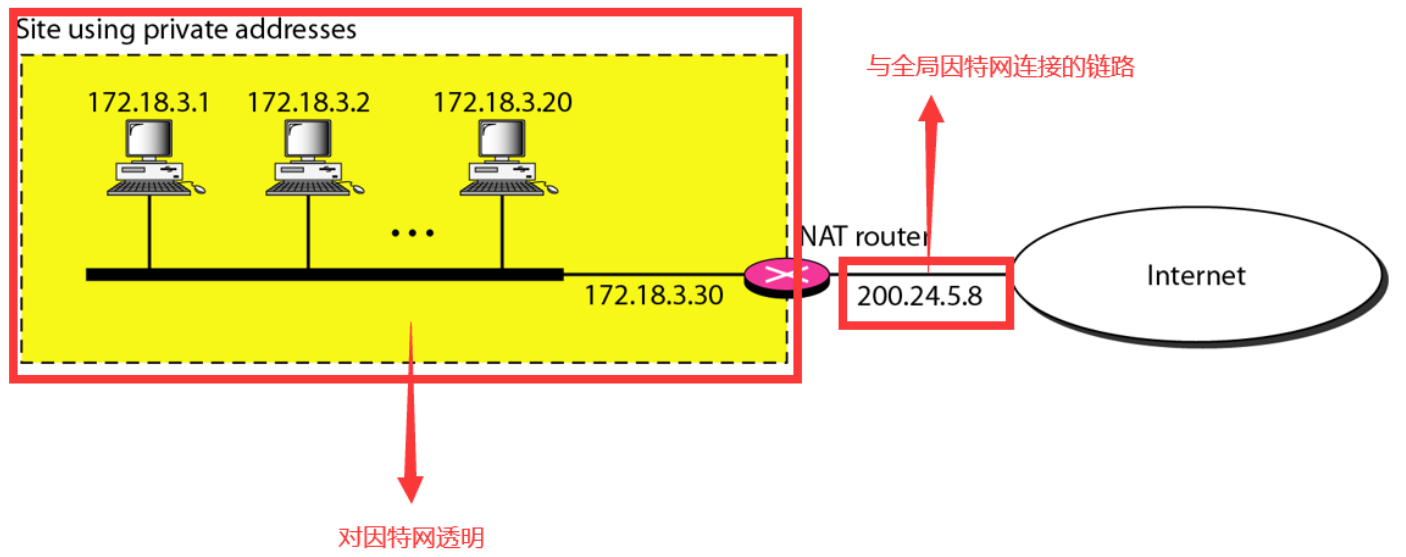 Site using private addresses
与全局因特网连接的链路
172.18.3.1 172.18.3.2 172.18.3.20
NAT router
Internet
172.18.3.30 200.24.5.8
对因特网透明